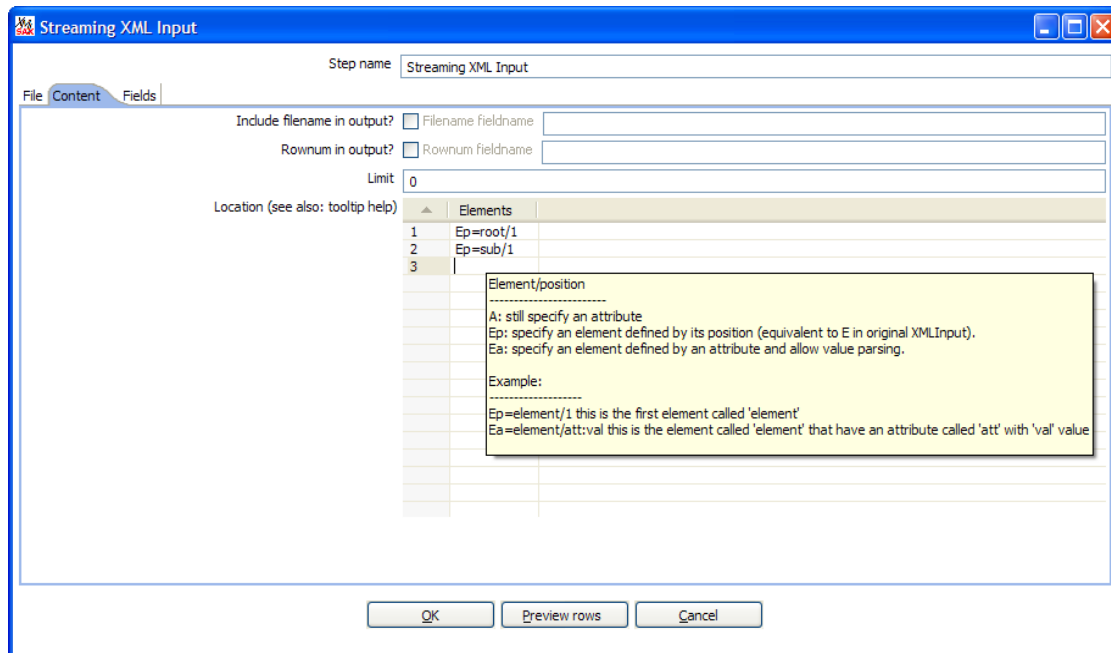 Streaming XML Input
Step name Streaming XML Input
File Content Fields
Include filename in output? Filename fieldname
Rownum in output? Rownum fieldname
Limit 0
Location (see also: tooltip help) Elements
1 Ep=root/1
2 Ep=sub/1
3
Element/position
------------------------
A: still specify an attribute
Ep: specify an element defined by its position (equivalent to E in original XMLInput).
Ea: specify an element defined by an attribute and allow value parsing.
Example:
-------------------
Ep=element/1 this is the first element called 'element'
Ea=element/att:val this is the element called 'element' that have an attribute called 'att' with 'val' value
OK Preview rows Cancel